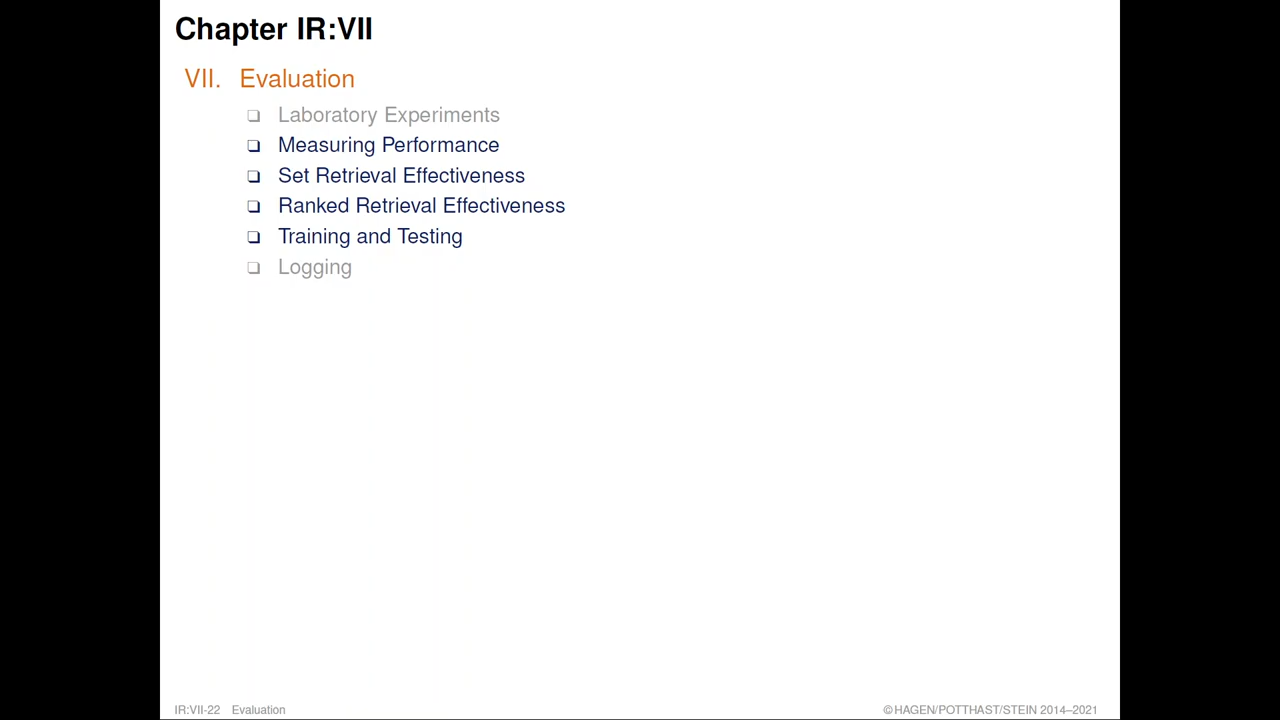 Chapter IR:VII
VII. Evaluation
❏ Laboratory Experiments
❏ Measuring Performance
❏ Set Retrieval Effectiveness
❏ Ranked Retrieval Effectiveness
❏ Training and Testing
❏ Logging
IR:VII-22 Evaluation ©HAGEN/POTTHAST/STEIN 2014–2021